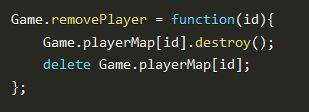 Game.removePlayer = function(id){
    Game.playerMap[id].destroy();
    delete Game.playerMap[id];
};